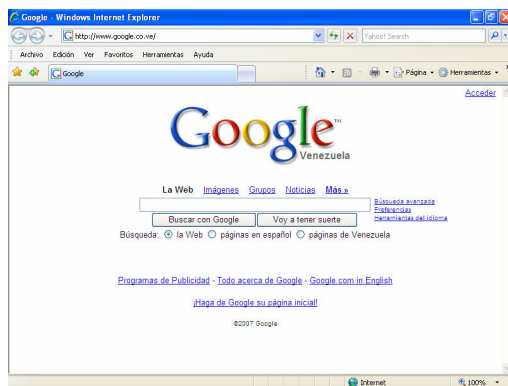 Google - Windows Internet Explorer
http://www.google.co.ve/
Yahoo! Search
Archivo Edición Ver Favoritos Herramientas Ayuda
Google
Página
Herramientas
Acceder
Google™
Venezuela
La Web Imágenes Grupos Noticias Más »
Búsqueda avanzada
Preferencias
Herramientas del idioma
Buscar con Google Voy a tener suerte
Búsqueda: la Web páginas en español páginas de Venezuela
Programas de Publicidad - Todo acerca de Google - Google com in English
¡Haga de Google su página inicial!
©2007 Google
Internet 100%